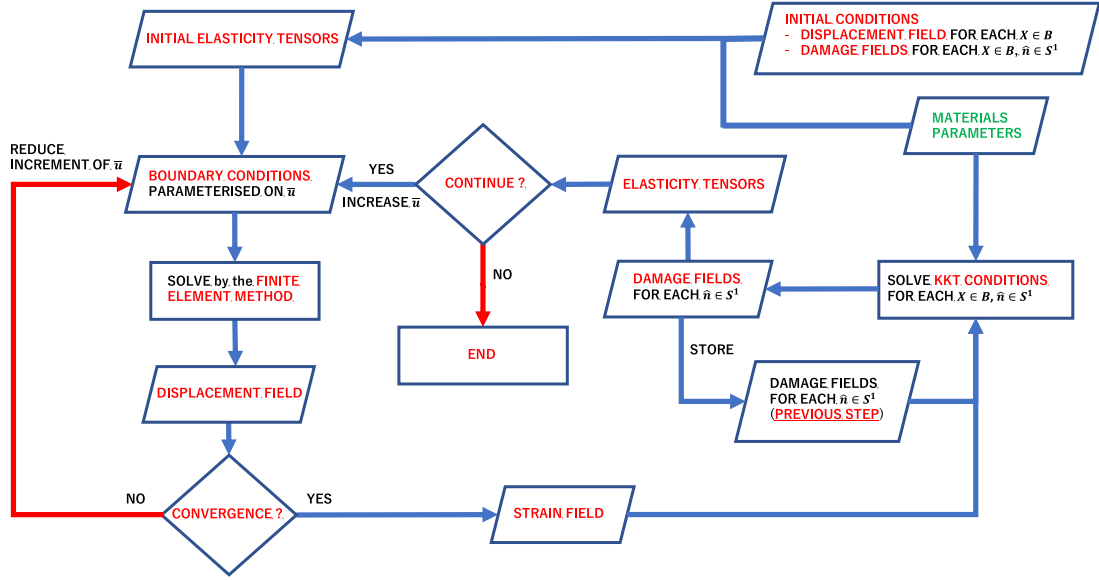 INITIAL ELASTICITY TENSORS
INITIAL CONDITIONS
- DISPLACEMENT FIELD FOR EACH X ∈ B
- DAMAGE FIELDS FOR EACH X ∈ B, n̂ ∈ S¹
MATERIALS
PARAMETERS
REDUCE
INCREMENT OF u̅
BOUNDARY CONDITIONS
PARAMETERISED ON u̅
YES
INCREASE u̅
CONTINUE ?
ELASTICITY TENSORS
NO
END
SOLVE by the FINITE
ELEMENT METHOD
DAMAGE FIELDS
FOR EACH n̂ ∈ S¹
SOLVE KKT CONDITIONS
FOR EACH X ∈ B, n̂ ∈ S¹
STORE
DAMAGE FIELDS
FOR EACH n̂ ∈ S¹
(PREVIOUS STEP)
DISPLACEMENT FIELD
NO
CONVERGENCE ?
YES
STRAIN FIELD